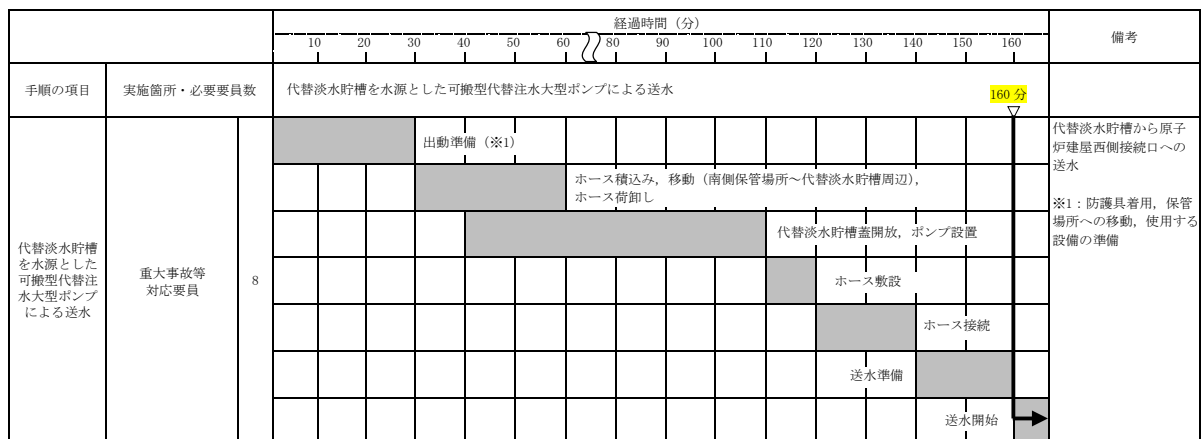 経過時間(分)
備考
10 20 30 40 50 60 80 90 100 110 120 130 140 150 160
手順の項目
実施箇所・必要要員数
代替淡水貯槽を水源とした可搬型代替注水大型ポンプによる送水
160 分
代替淡水貯槽
を水源とした
可搬型代替注
水大型ポンプ
による送水
重大事故等
対応要員
8
出動準備(※1)
ホース積込み,移動(南側保管場所~代替淡水貯槽周辺),
ホース荷卸し
代替淡水貯槽蓋開放,ポンプ設置
ホース敷設
ホース接続
送水準備
送水開始
代替淡水貯槽から原子
炉建屋西側接続口への
送水
※1:防護具着用,保管
場所への移動,使用する
設備の準備